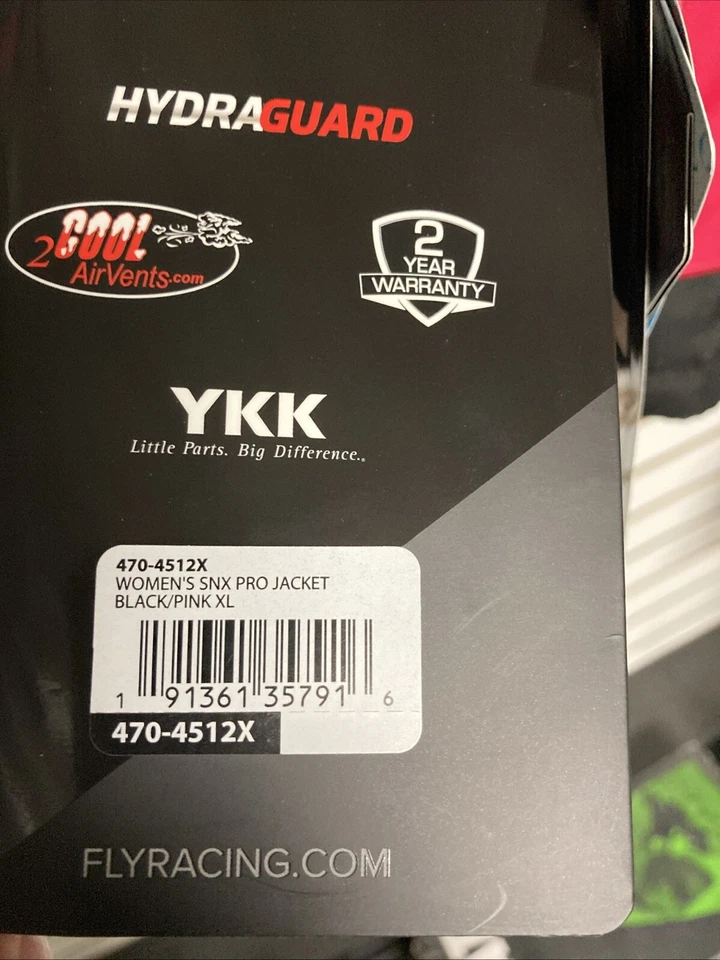 HYDRAGUARD
2COOL
AirVents.com
2
YEAR
WARRANTY
YKK
Little Parts. Big Difference.
470-4512X
WOMEN'S SNX PRO JACKET
BLACK/PINK XL
1 91361 35791 6
470-4512X
FLYRACING.COM